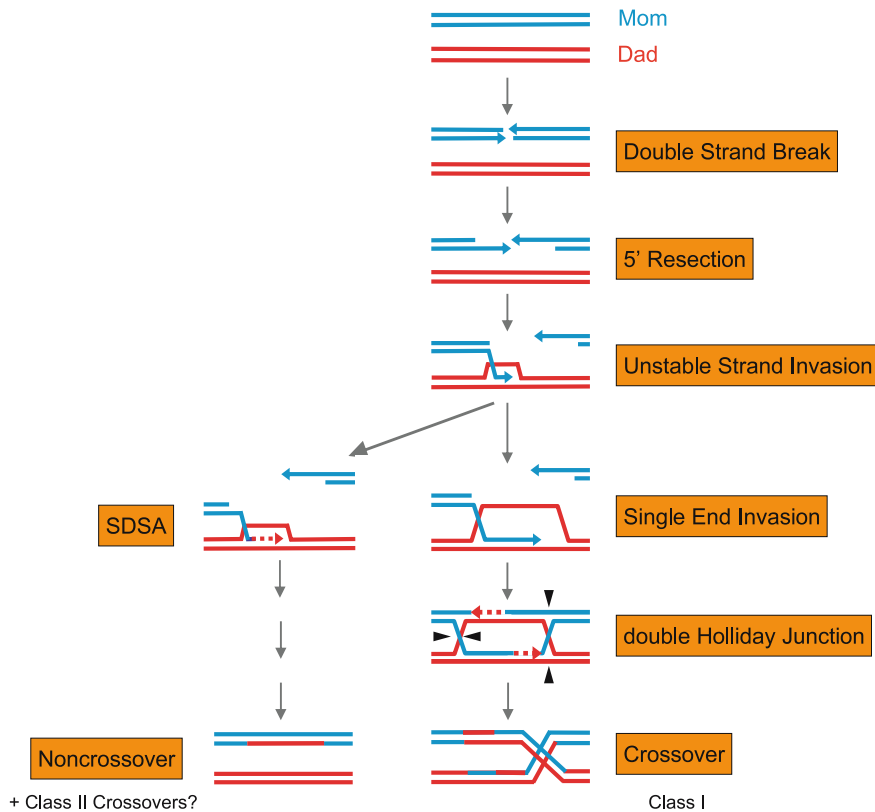 Mom
Dad
Double Strand Break
5' Resection
Unstable Strand Invasion
SDSA
Single End Invasion
double Holliday Junction
Noncrossover
Crossover
+ Class II Crossovers?
Class I